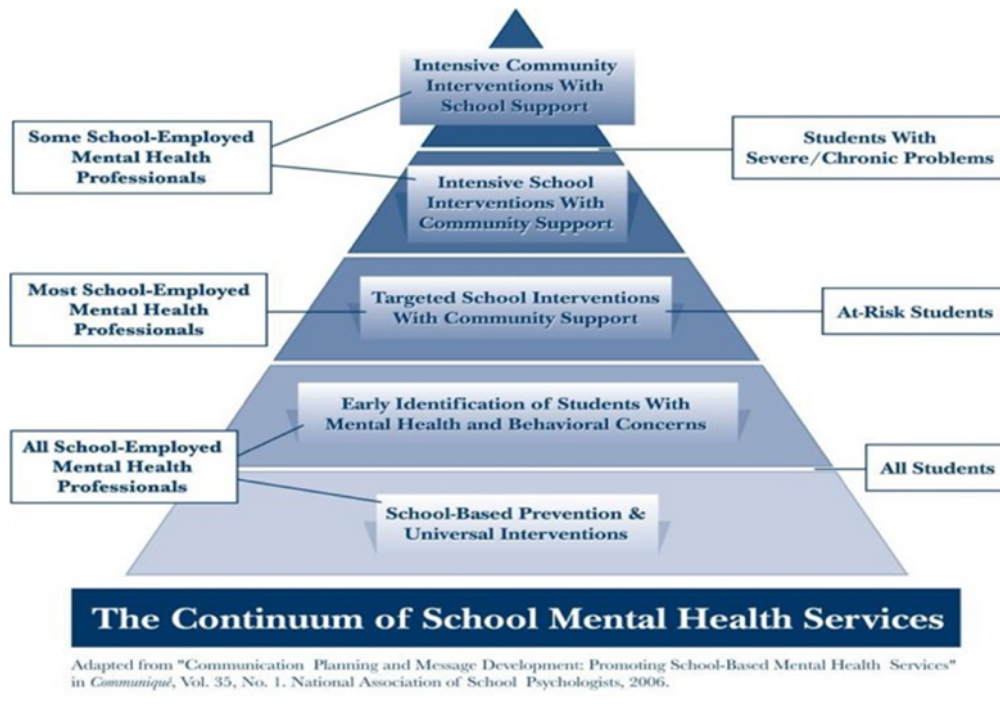 Intensive Community
Interventions With
School Support
Some School-Employed
Mental Health
Professionals
Students With
Severe/Chronic Problems
Intensive School
Interventions With
Community Support
Most School-Employed
Mental Health
Professionals
Targeted School Interventions
With Community Support
At-Risk Students
Early Identification of Students With
Mental Health and Behavioral Concerns
All School-Employed
Mental Health
Professionals
All Students
School-Based Prevention &
Universal Interventions
The Continuum of School Mental Health Services
Adapted from "Communication Planning and Message Development: Promoting School-Based Mental Health Services"
in Communiqué, Vol. 35, No. 1. National Association of School Psychologists, 2006.